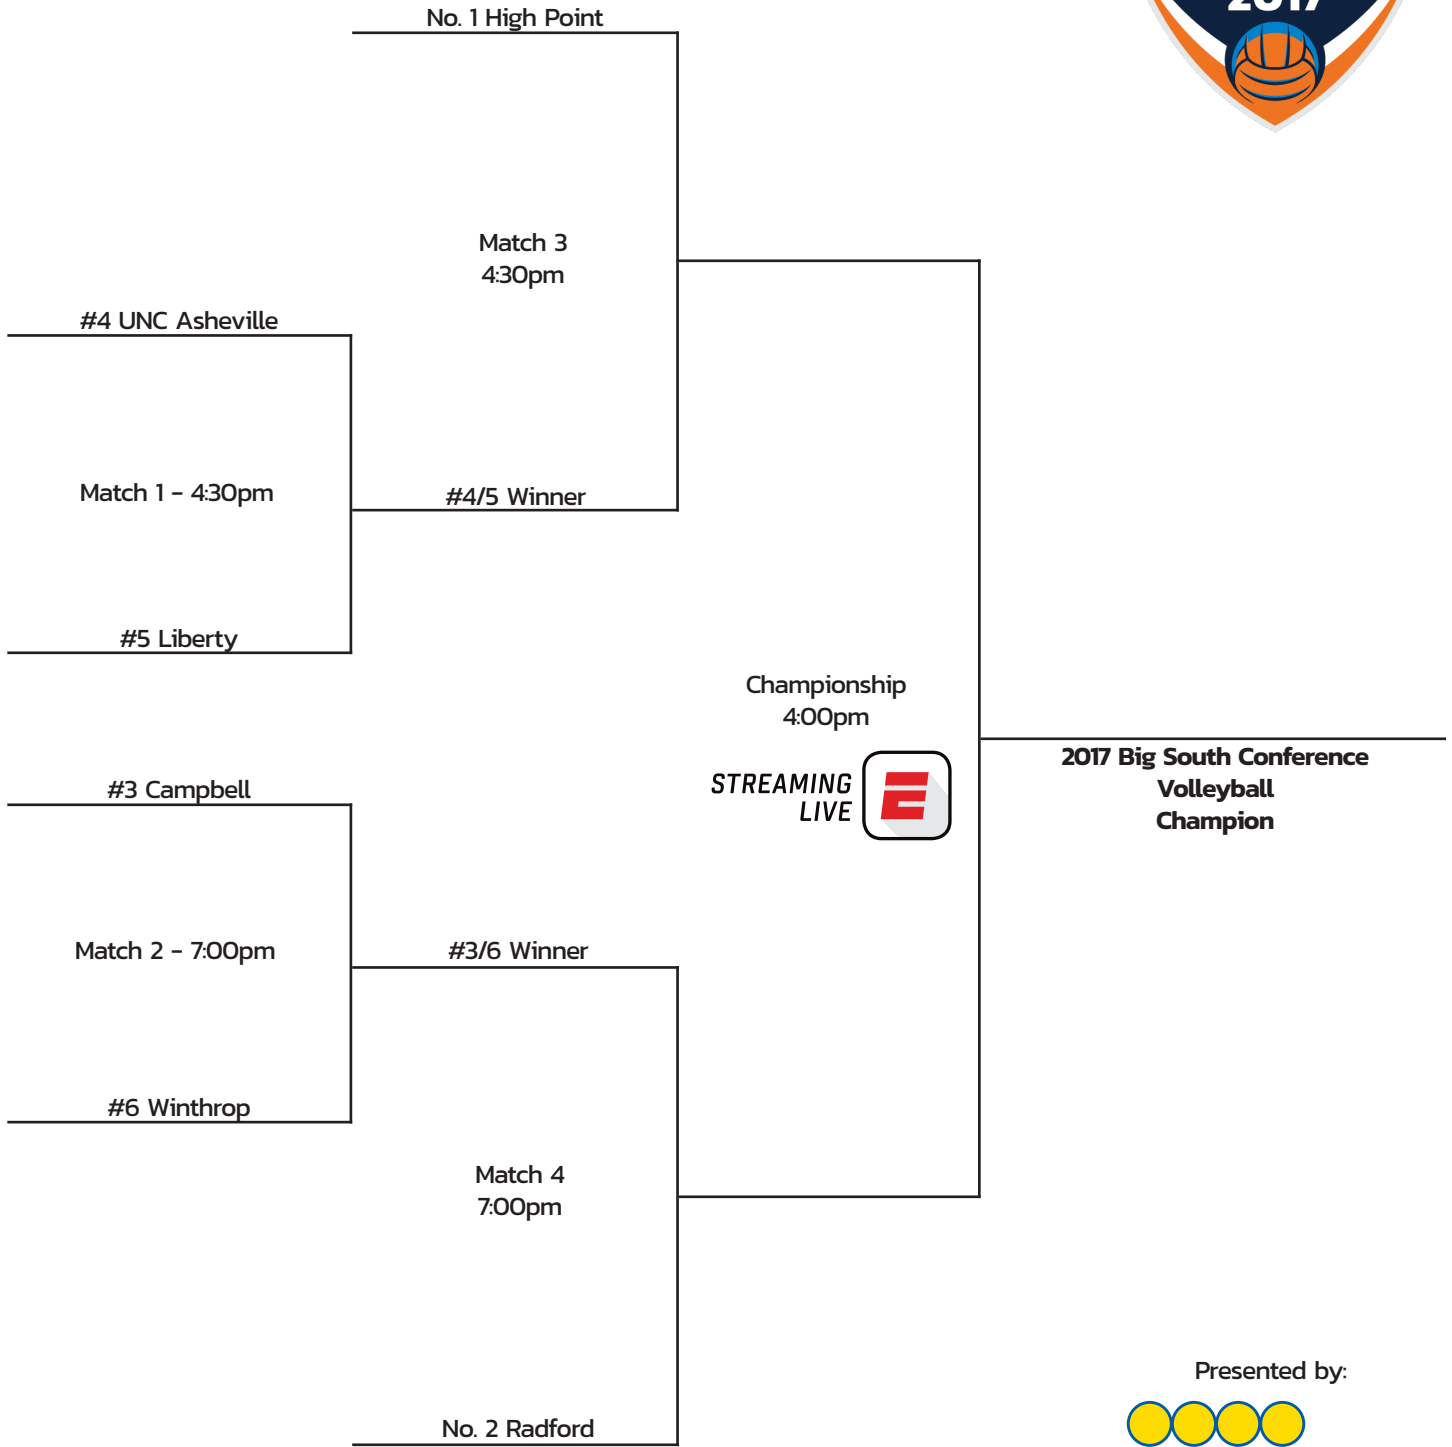 No. 1 High Point
2017
Match 3
4:30pm
#4 UNC Asheville
Match 1 - 4:30pm
#4/5 Winner
#5 Liberty
Championship
4:00pm
STREAMING
LIVE
E
2017 Big South Conference
Volleyball
Champion
#3 Campbell
Match 2 - 7:00pm
#3/6 Winner
#6 Winthrop
Match 4
7:00pm
No. 2 Radford
Presented by: